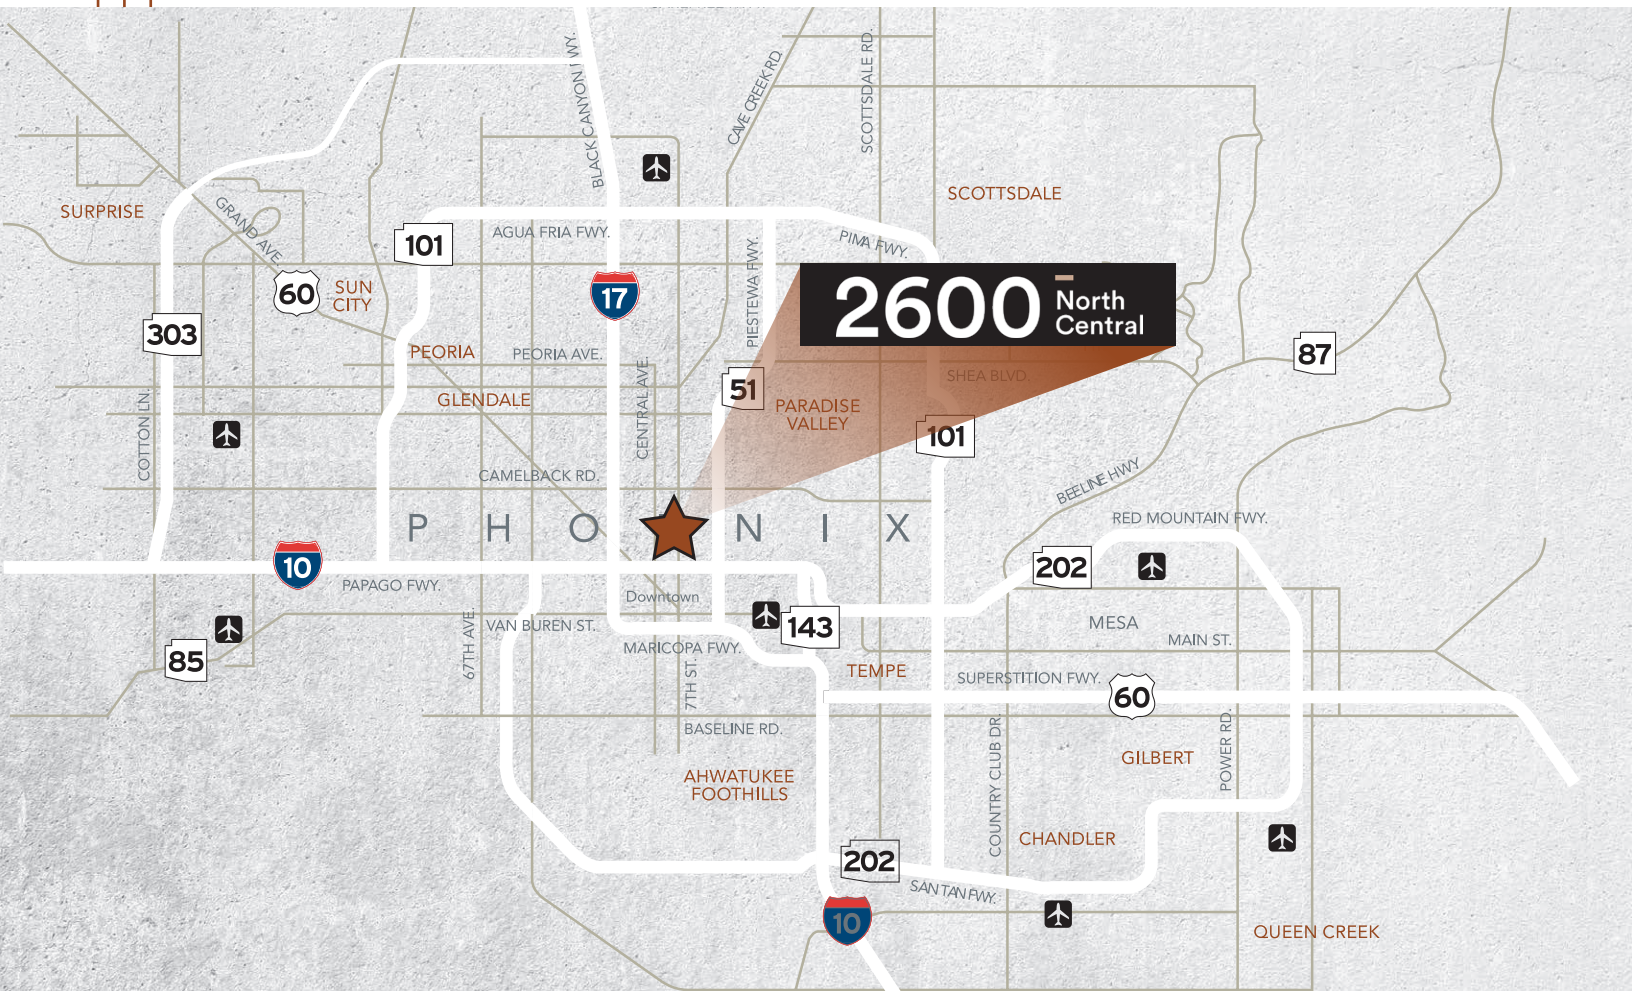 BLACK CANYON FWY.
CAVE CREEK RD.
SCOTTSDALE RD.
SCOTTSDALE
SURPRISE
GRAND AVE.
101
AGUA FRIA FWY.
PIMA FWY.
60
SUN
CITY
17
PIESTEWA FWY.
2600
North
Central
303
PEORIA
PEORIA AVE.
87
SHEA BLVD.
COTTON LN.
GLENDALE
CENTRAL AVE.
51
PARADISE
VALLEY
101
CAMELBACK RD.
BEELINE HWY
PHO NIX
RED MOUNTAIN FWY.
10
PAPAGO FWY.
202
Downtown
67TH AVE.
VAN BUREN ST.
143
MESA
MAIN ST.
85
MARICOPA FWY.
7TH ST.
TEMPE
SUPERSTITION FWY.
60
BASELINE RD.
COUNTRY CLUB DR.
POWER RD.
GILBERT
AHWATUKEE
FOOTHILLS
CHANDLER
202
SAN TAN FWY.
10
QUEEN CREEK